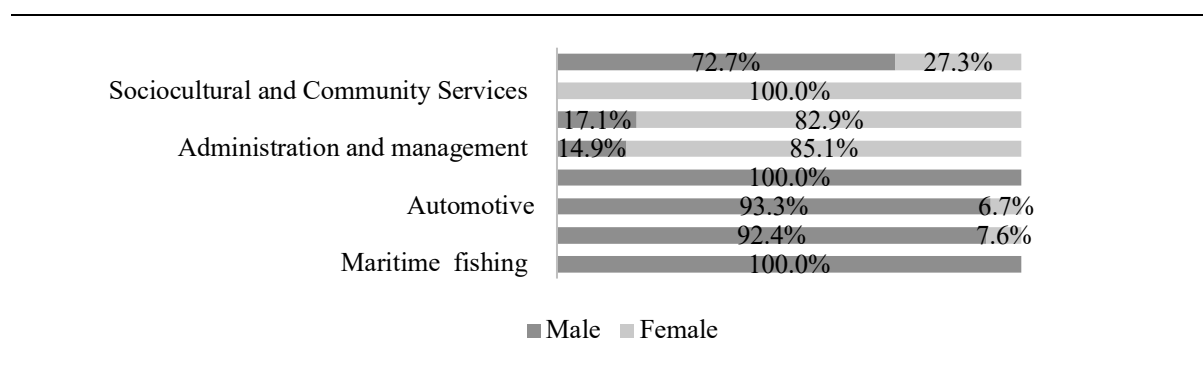 72.7% 27.3%
Sociocultural and Community Services 100.0%
17.1% 82.9%
Administration and management 14.9% 85.1%
100.0%
Automotive 93.3% 6.7%
92.4% 7.6%
Maritime fishing 100.0%
Male Female